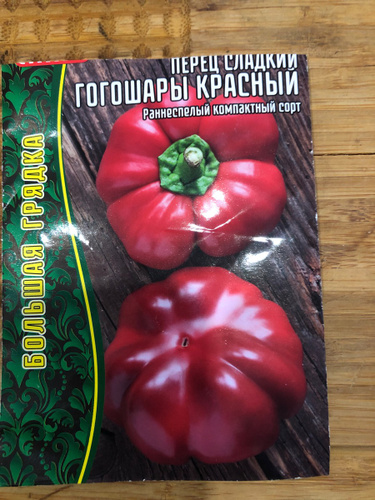 ПЕРЕЦ СЛАДКИЙ
ГОГОШАРЫ КРАСНЫЙ
Раннеспелый компактный сорт
БОЛЬШАЯ ГРЯДКА